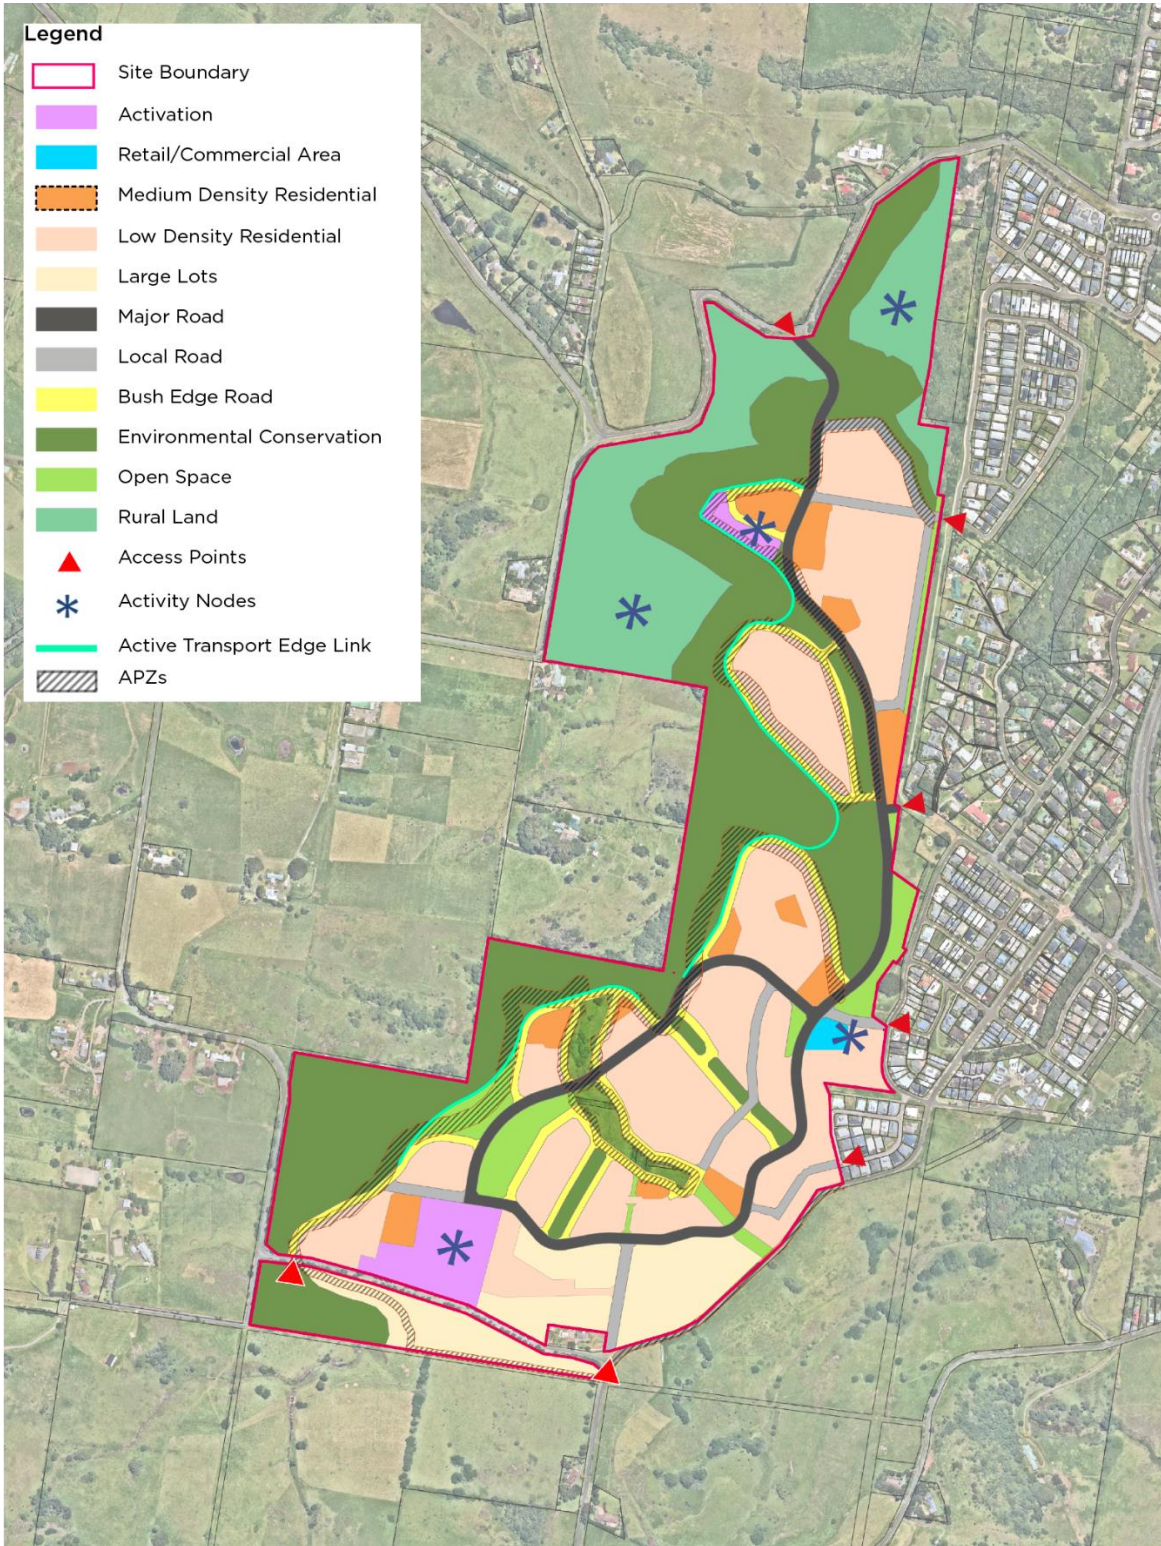 Legend
Site Boundary
Activation
Retail/Commercial Area
Medium Density Residential
Low Density Residential
Large Lots
Major Road
Local Road
Bush Edge Road
Environmental Conservation
Open Space
Rural Land
Access Points
Activity Nodes
Active Transport Edge Link
APZs